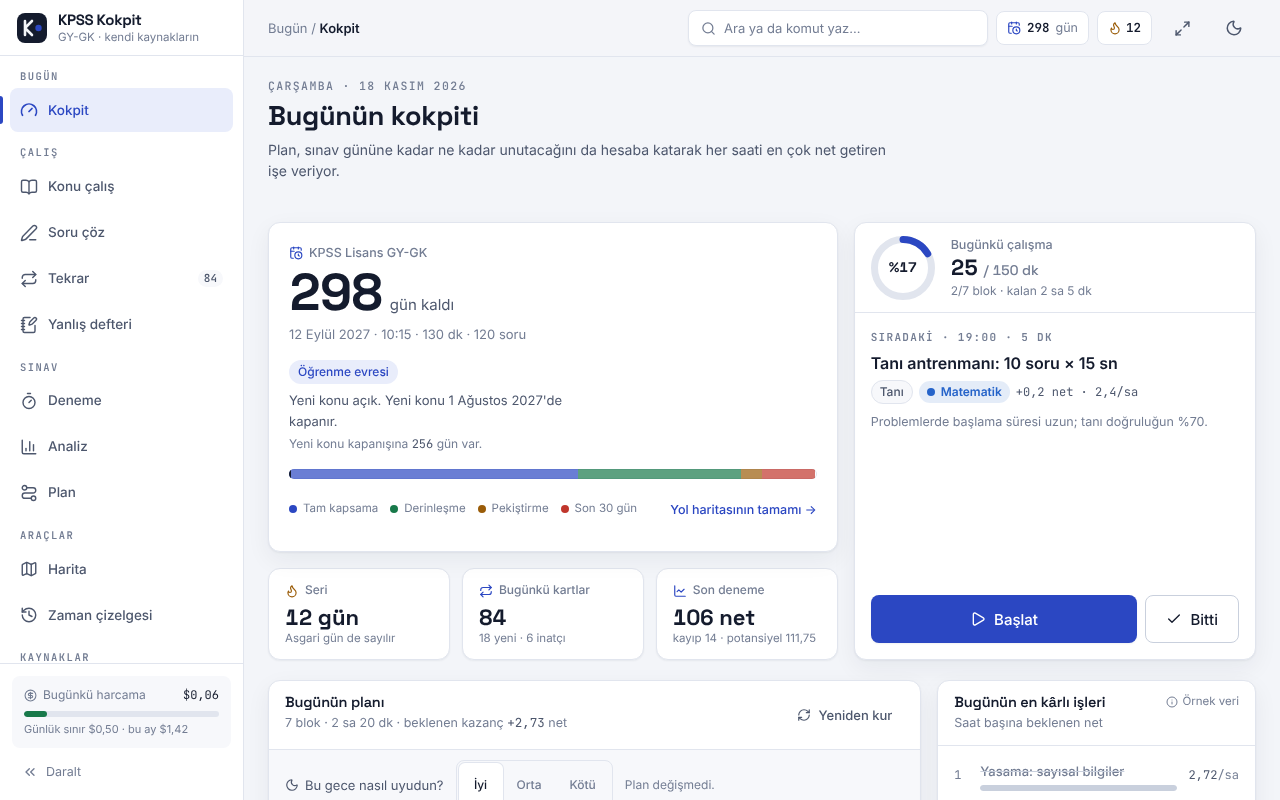 KPSS Kokpit
GY-GK · kendi kaynakların
BUGÜN
Kokpit
ÇALIŞ
Konu çalış
Soru çöz
Tekrar
84
Yanlış defteri
SINAV
Deneme
Analiz
Plan
ARAÇLAR
Harita
Zaman çizelgesi
KAYNAKLAR
Bugünkü harcama
$0,06
Günlük sınır $0,50 · bu ay $1,42
Daralt
Bugün / Kokpit
Ara ya da komut yaz...
298 gün
12
ÇARŞAMBA · 18 KASIM 2026
Bugünün kokpiti
Plan, sınav gününe kadar ne kadar unutacağını da hesaba katarak her saati en çok net getiren
işe veriyor.
KPSS Lisans GY-GK
298 gün kaldı
12 Eylül 2027 · 10:15 · 130 dk · 120 soru
Öğrenme evresi
Yeni konu açık. Yeni konu 1 Ağustos 2027'de
kapanır.
Yeni konu kapanışına 256 gün var.
Tam kapsama
Derinleşme
Pekiştirme
Son 30 gün
Yol haritasının tamamı →
%17
Bugünkü çalışma
25 / 150 dk
2/7 blok · kalan 2 sa 5 dk
SIRADAKİ · 19:00 · 5 DK
Tanı antrenmanı: 10 soru × 15 sn
Tanı
Matematik
+0,2 net · 2,4/sa
Problemlerde başlama süresi uzun; tanı doğruluğun %70.
Başlat
Bitti
Seri
12 gün
Asgari gün de sayılır
Bugünkü kartlar
84
18 yeni · 6 inatçı
Son deneme
106 net
kayıp 14 · potansiyel 111,75
Bugünün planı
7 blok · 2 sa 20 dk · beklenen kazanç +2,73 net
Yeniden kur
Bu gece nasıl uyudun?
İyi
Orta
Kötü
Plan değişmedi.
Bugünün en kârlı işleri
Örnek veri
Saat başına beklenen net
1
Yasama: sayısal bilgiler
2,72/sa